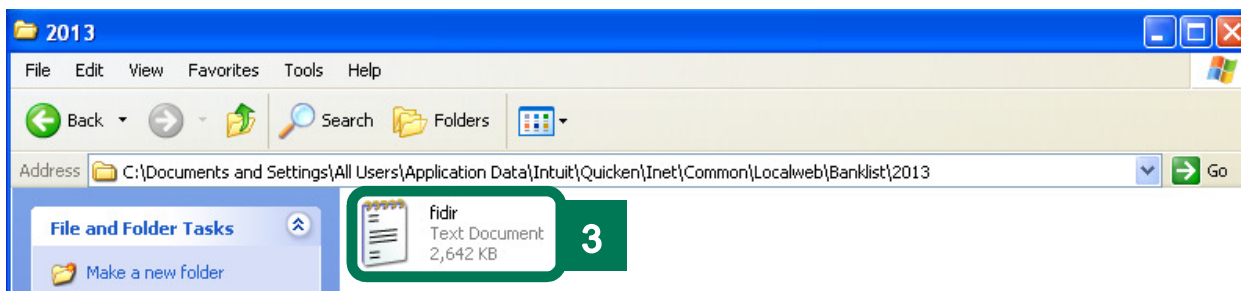 2013
File Edit View Favorites Tools Help
Back Search Folders
Address C:\Documents and Settings\All Users\Application Data\Intuit\Quicken\Inet\Common\Localweb\Banklist\2013 Go
File and Folder Tasks
Make a new folder
fidir
Text Document
2,642 KB
3